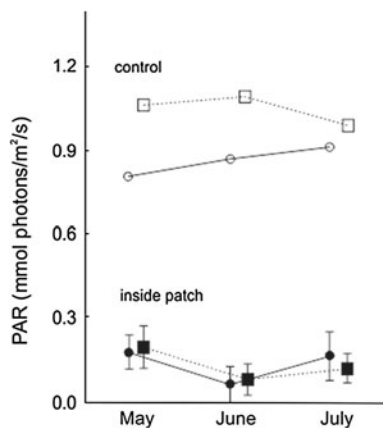 PAR (mmol photons/m²/s)
1.2
0.9
0.6
0.3
0.0
control
inside patch
May
June
July